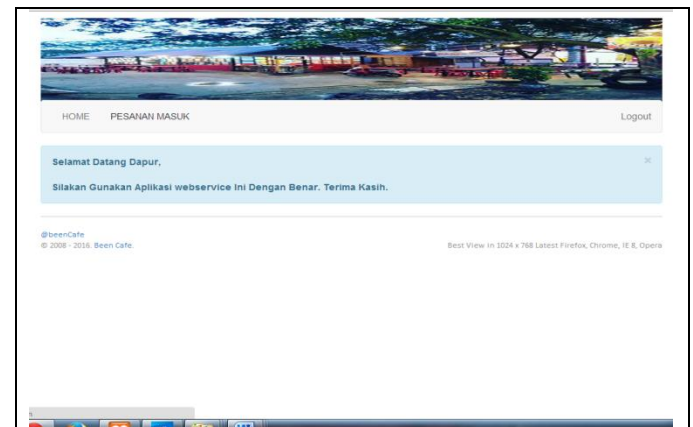 HOME PESANAN MASUK Logout
Selamat Datang Dapur, ×
Silakan Gunakan Aplikasi webservice Ini Dengan Benar. Terima Kasih.
@beenCafe
© 2008 - 2016. Been Cafe. Best View in 1024 x 768 Latest Firefox, Chrome, IE 8, Opera